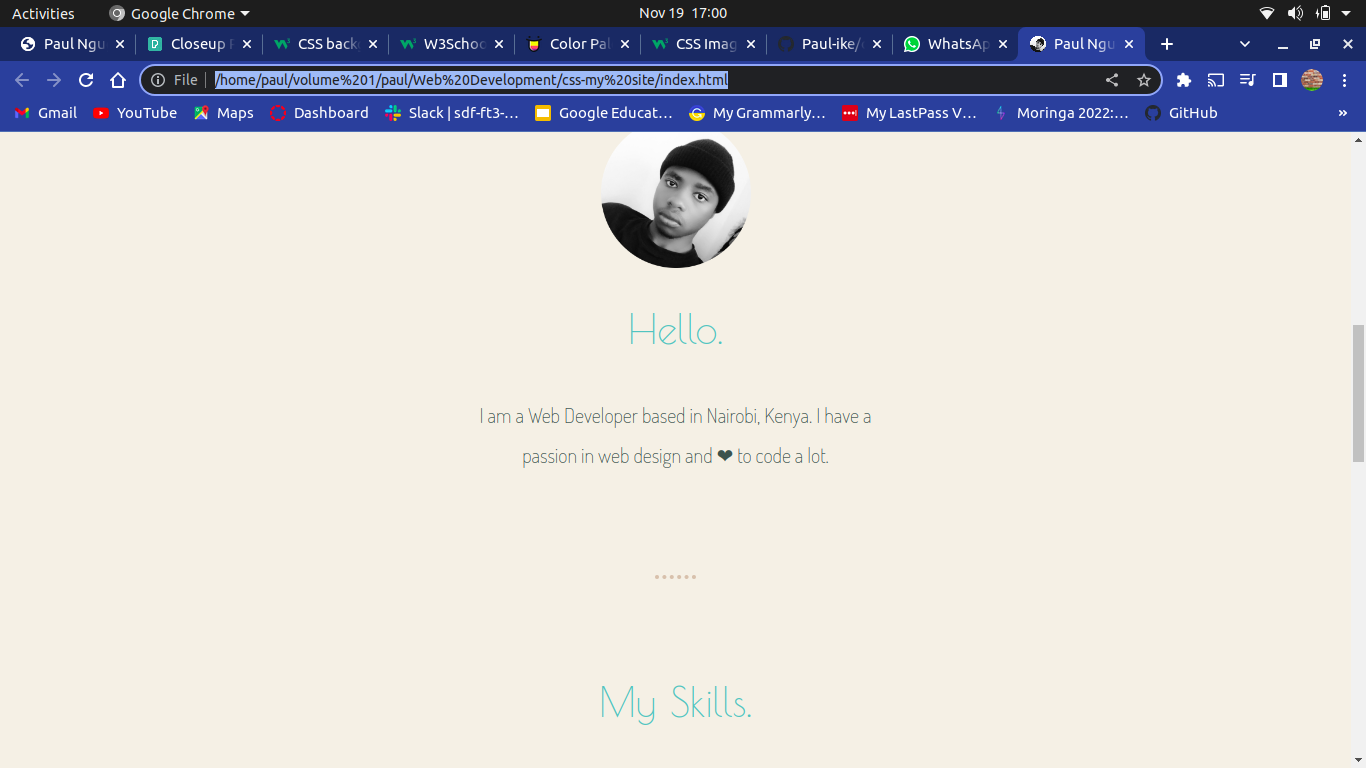 Activities Google Chrome Nov 19 17:00
Paul Ngu Closeup CSS back W3Schoo Color Pal CSS Imag Paul-ike/ WhatsAp Paul Ngu
File /home/paul/volume%201/paul/Web%20Development/css-my%20site/index.html
Gmail YouTube Maps Dashboard Slack | sdf-ft3-... Google Educat... My Grammarly... My LastPass V... Moringa 2022:... GitHub »
Hello.
I am a Web Developer based in Nairobi, Kenya. I have a
passion in web design and ❤ to code a lot.
My Skills.